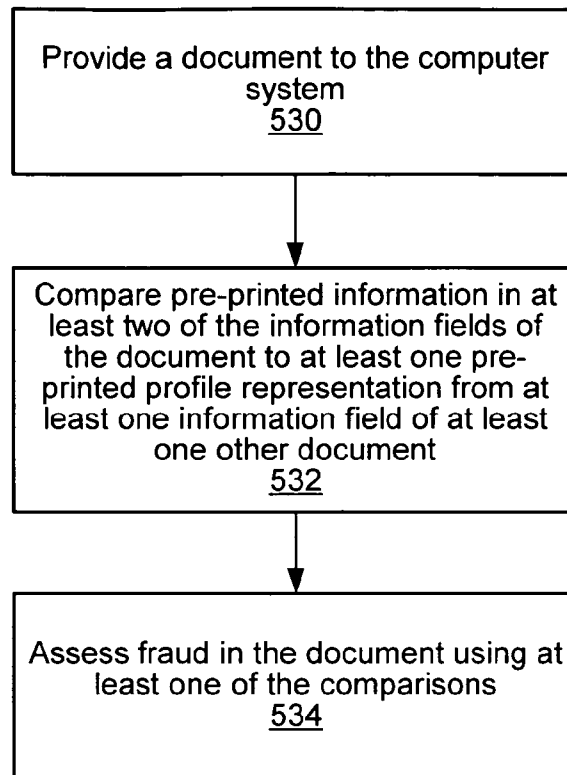 Provide a document to the computer
system
530
Compare pre-printed information in at
least two of the information fields of
the document to at least one pre-
printed profile representation from at
least one information field of at least
one other document
532
Assess fraud in the document using at
least one of the comparisons
534